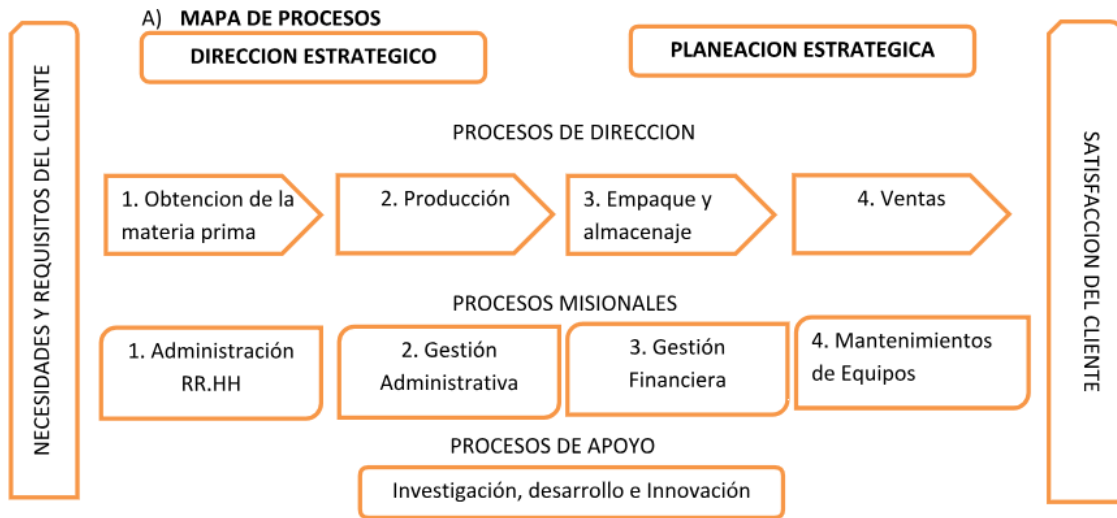 A) MAPA DE PROCESOS
DIRECCION ESTRATEGICO
PLANEACION ESTRATEGICA
NECESIDADES Y REQUISITOS DEL CLIENTE
PROCESOS DE DIRECCION
1. Obtencion de la
materia prima
2. Producción
3. Empaque y
almacenaje
4. Ventas
PROCESOS MISIONALES
1. Administración
RR.HH
2. Gestión
Administrativa
3. Gestión
Financiera
4. Mantenimientos
de Equipos
PROCESOS DE APOYO
Investigación, desarrollo e Innovación
SATISFACCION DEL CLIENTE